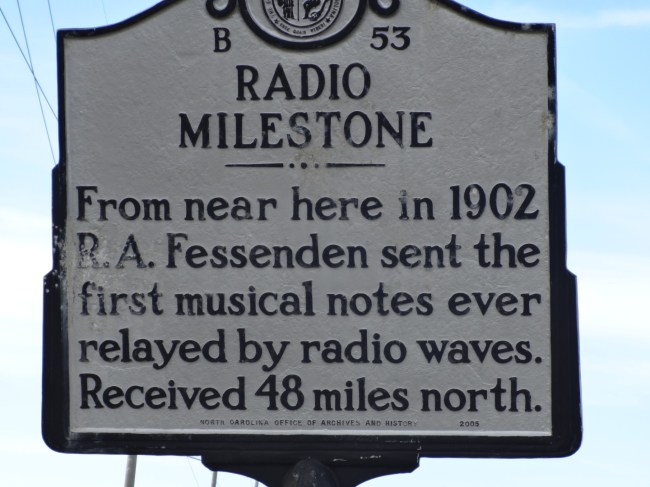 B 53
RADIO
MILESTONE
From near here in 1902
R.A. Fessenden sent the
first musical notes ever
relayed by radio waves.
Received 48 miles north.
NORTH CAROLINA OFFICE OF ARCHIVES AND HISTORY 2005